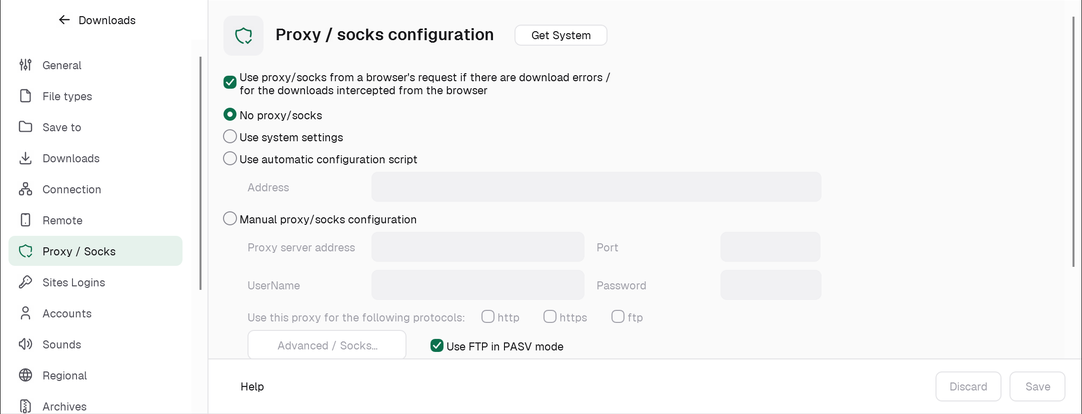 Downloads
General
File types
Save to
Downloads
Connection
Remote
Proxy / Socks
Sites Logins
Accounts
Sounds
Regional
Archives
Proxy / socks configuration
Get System
Use proxy/socks from a browser's request if there are download errors /
for the downloads intercepted from the browser
No proxy/socks
Use system settings
Use automatic configuration script
Address
Manual proxy/socks configuration
Proxy server address Port
UserName Password
Use this proxy for the following protocols: http https ftp
Advanced / Socks... Use FTP in PASV mode
Help Discard Save